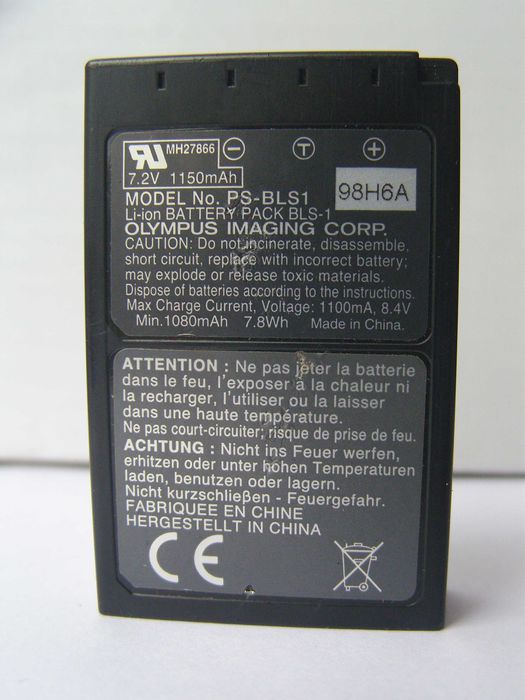 MH27866 − T +
7.2V 1150mAh
98H6A
MODEL No. PS-BLS1
Li-ion BATTERY PACK BLS-1
OLYMPUS IMAGING CORP.
CAUTION: Do not incinerate, disassemble,
short circuit, replace with incorrect battery;
may explode or release toxic materials.
Dispose of batteries according to the instructions.
Max Charge Current, Voltage: 1100mA, 8.4V
Min.1080mAh 7.8Wh Made in China.
ATTENTION : Ne pas jeter la batterie
dans le feu, l'exposer à la chaleur ni
la recharger, l'utiliser ou la laisser
dans une haute température.
Ne pas court-circuiter; risque de prise de feu.
ACHTUNG : Nicht ins Feuer werfen,
erhitzen oder unter hohen Temperaturen
laden, benutzen oder lagern.
Nicht kurzschließen - Feuergefahr.
FABRIQUEE EN CHINE
HERGESTELLT IN CHINA
CE